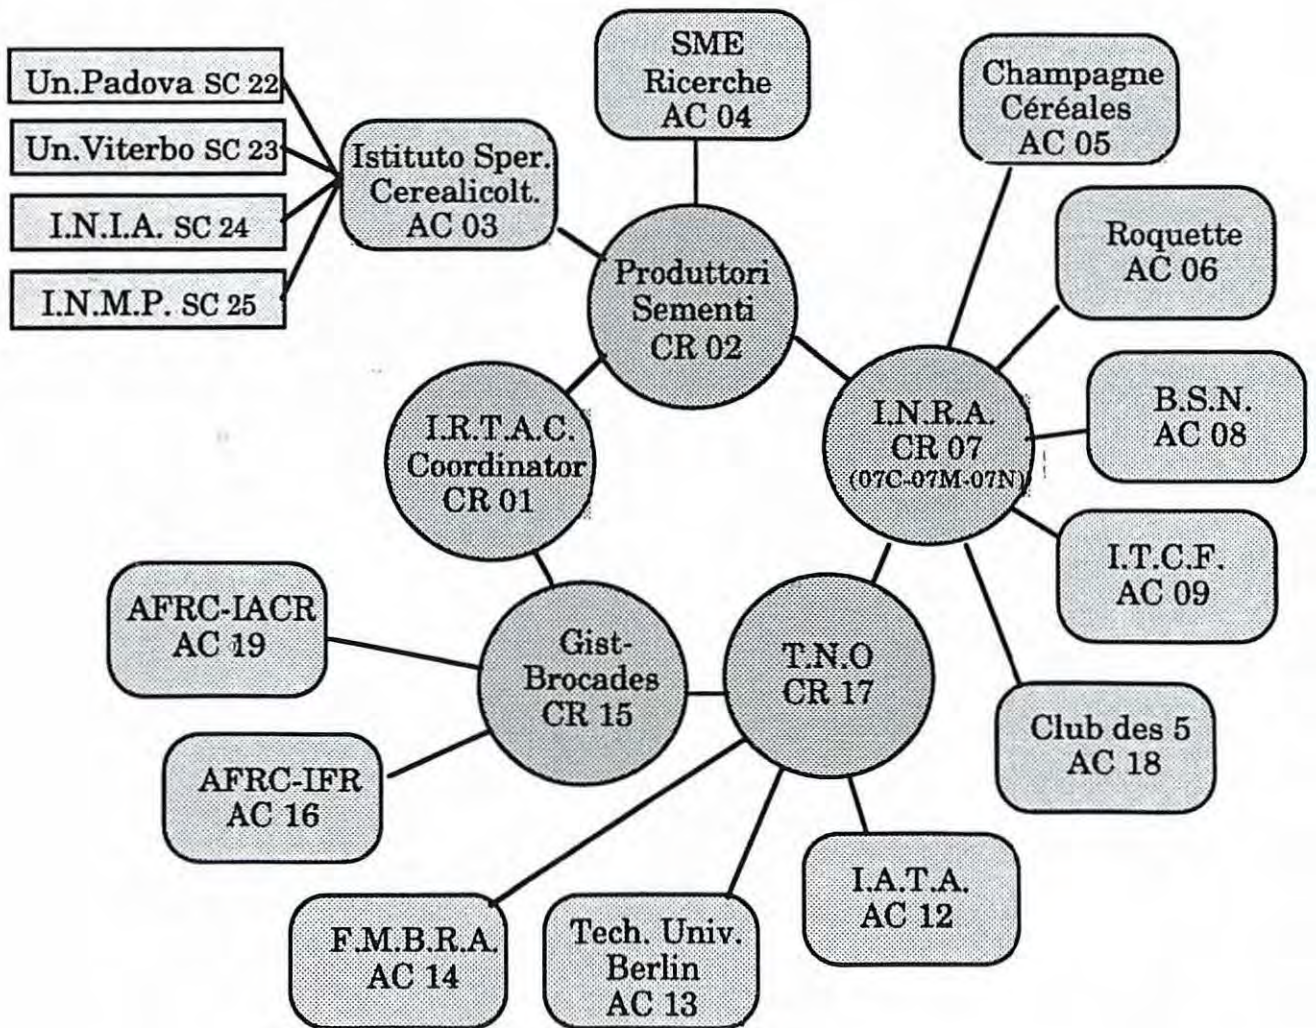 SME
Ricerche
AC 04
Champagne
Céréales
AC 05
Un.Padova SC 22
Un.Viterbo SC 23
I.N.I.A. SC 24
I.N.M.P. SC 25
Istituto Sper.
Cerealicolt.
AC 03
Roquette
AC 06
Produttori
Sementi
CR 02
I.N.R.A.
CR 07
(07C-07M-07N)
B.S.N.
AC 08
I.R.T.A.C.
Coordinator
CR 01
I.T.C.F.
AC 09
AFRC-IACR
AC 19
Gist-
Brocades
CR 15
T.N.O
CR 17
Club des 5
AC 18
AFRC-IFR
AC 16
I.A.T.A.
AC 12
F.M.B.R.A.
AC 14
Tech. Univ.
Berlin
AC 13